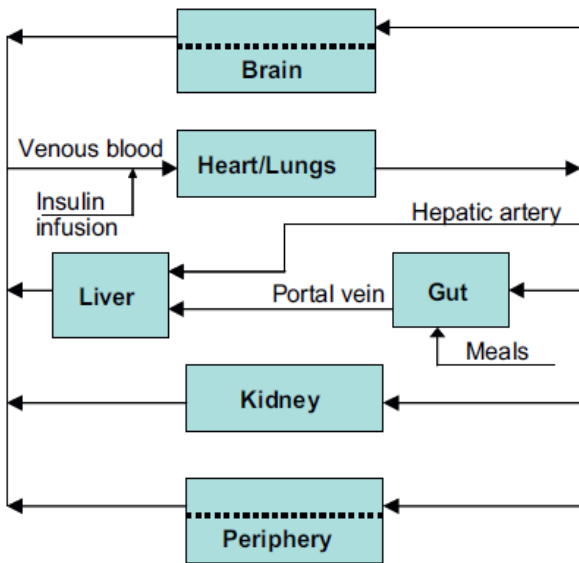 Brain
Venous blood
Heart/Lungs
Insulin
infusion
Hepatic artery
Liver
Portal vein
Gut
Meals
Kidney
Periphery